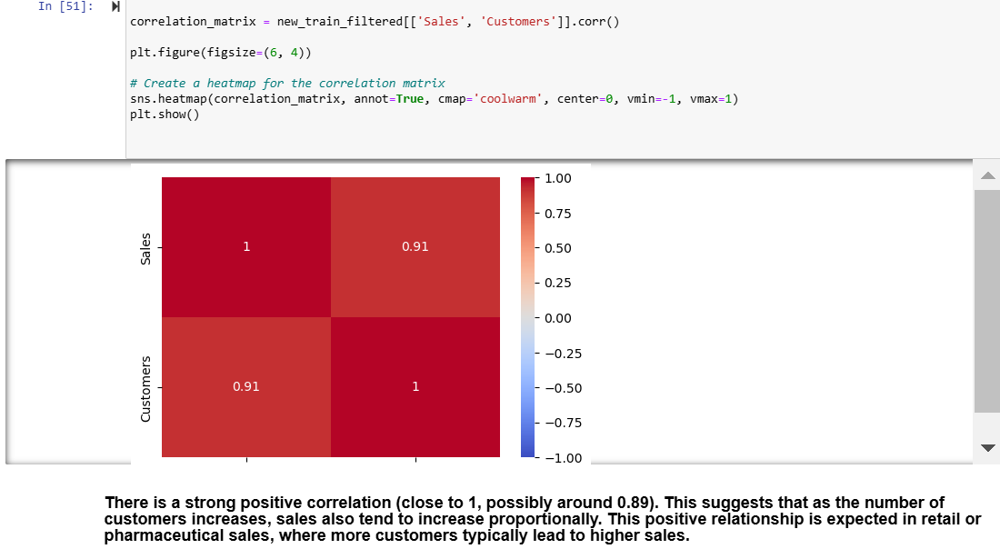 In [51]:
correlation_matrix = new_train_filtered[['Sales', 'Customers']].corr()
plt.figure(figsize=(6, 4))
# Create a heatmap for the correlation matrix
sns.heatmap(correlation_matrix, annot=True, cmap='coolwarm', center=0, vmin=-1, vmax=1)
plt.show()
Sales
1
0.91
Customers
0.91
1
1.00
0.75
0.50
0.25
0.00
−0.25
−0.50
−0.75
−1.00
There is a strong positive correlation (close to 1, possibly around 0.89). This suggests that as the number of
customers increases, sales also tend to increase proportionally. This positive relationship is expected in retail or
pharmaceutical sales, where more customers typically lead to higher sales.